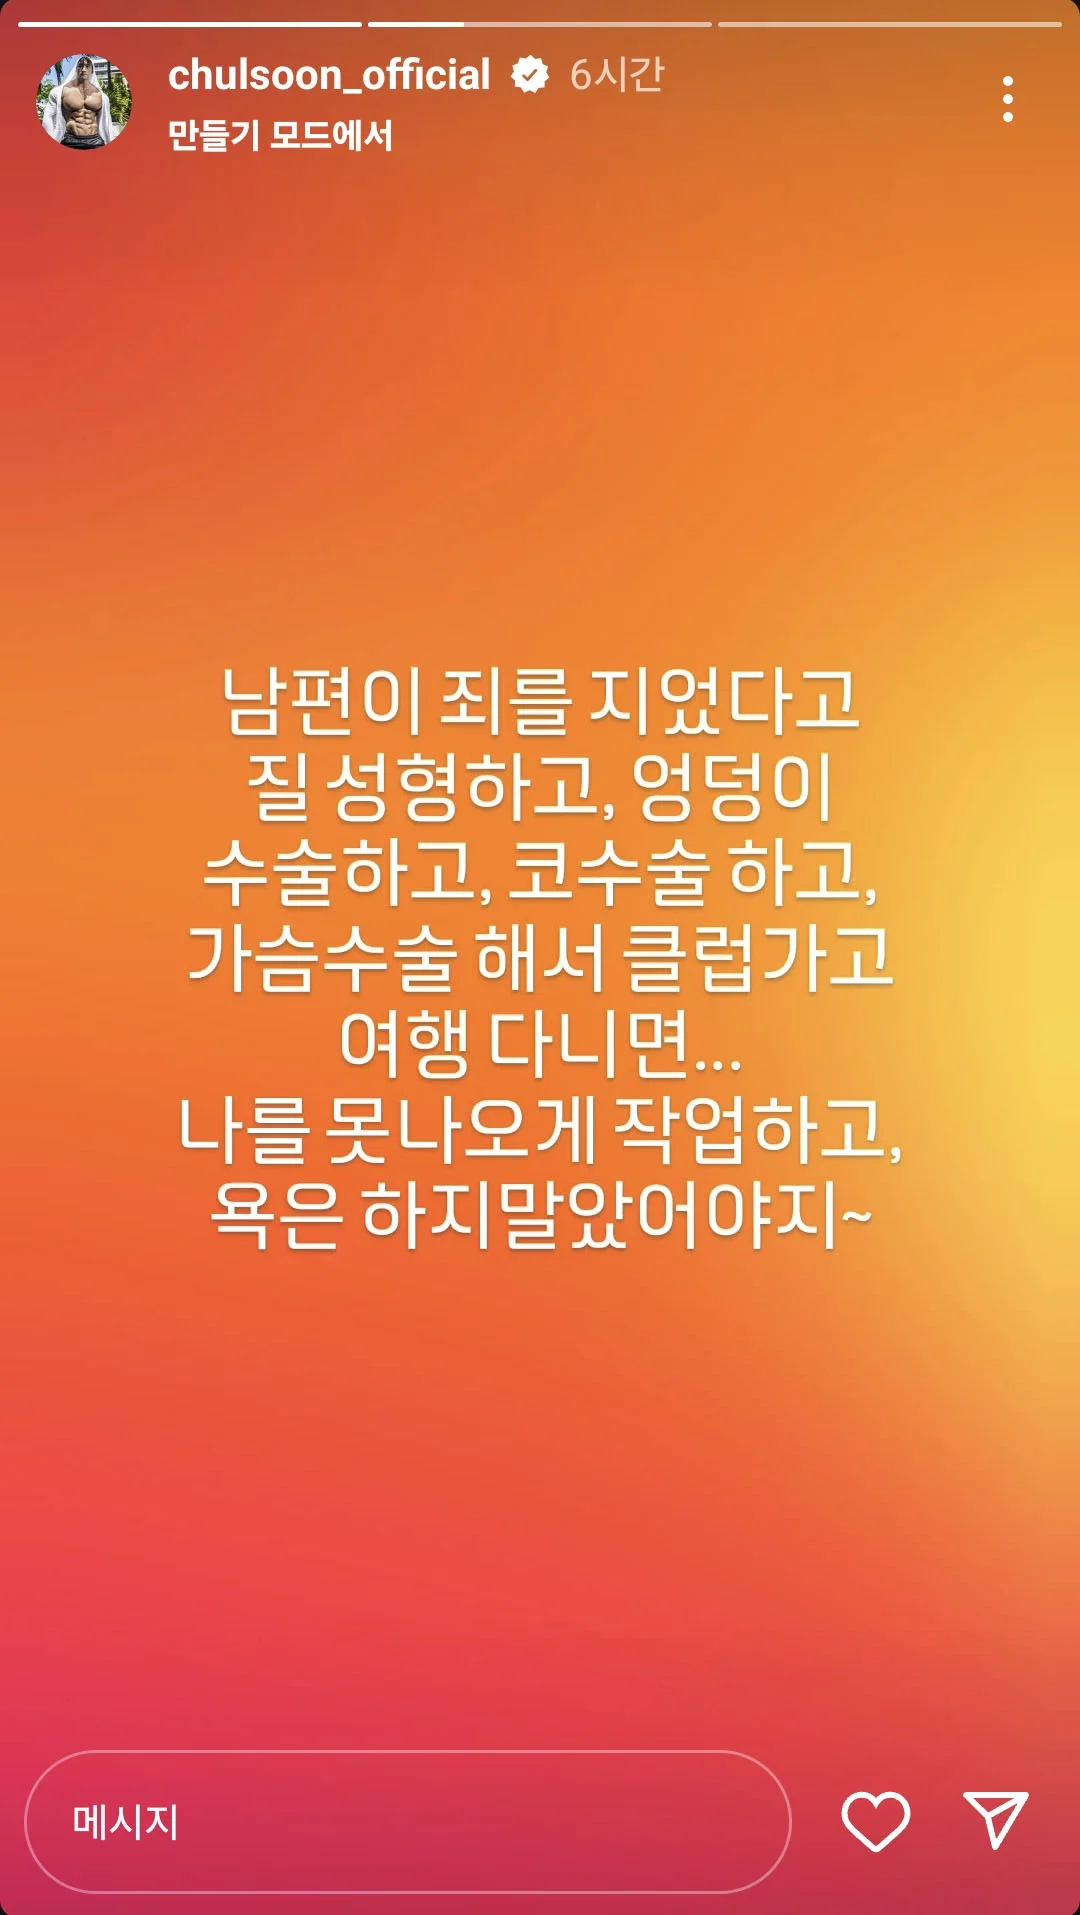 chulsoon_official 6시간
만들기 모드에서
남편이 죄를 지었다고
질 성형하고, 엉덩이
수술하고, 코수술 하고,
가슴수술 해서 클럽가고
여행 다니면...
나를 못나오게 작업하고,
욕은 하지말았어야지~
메시지